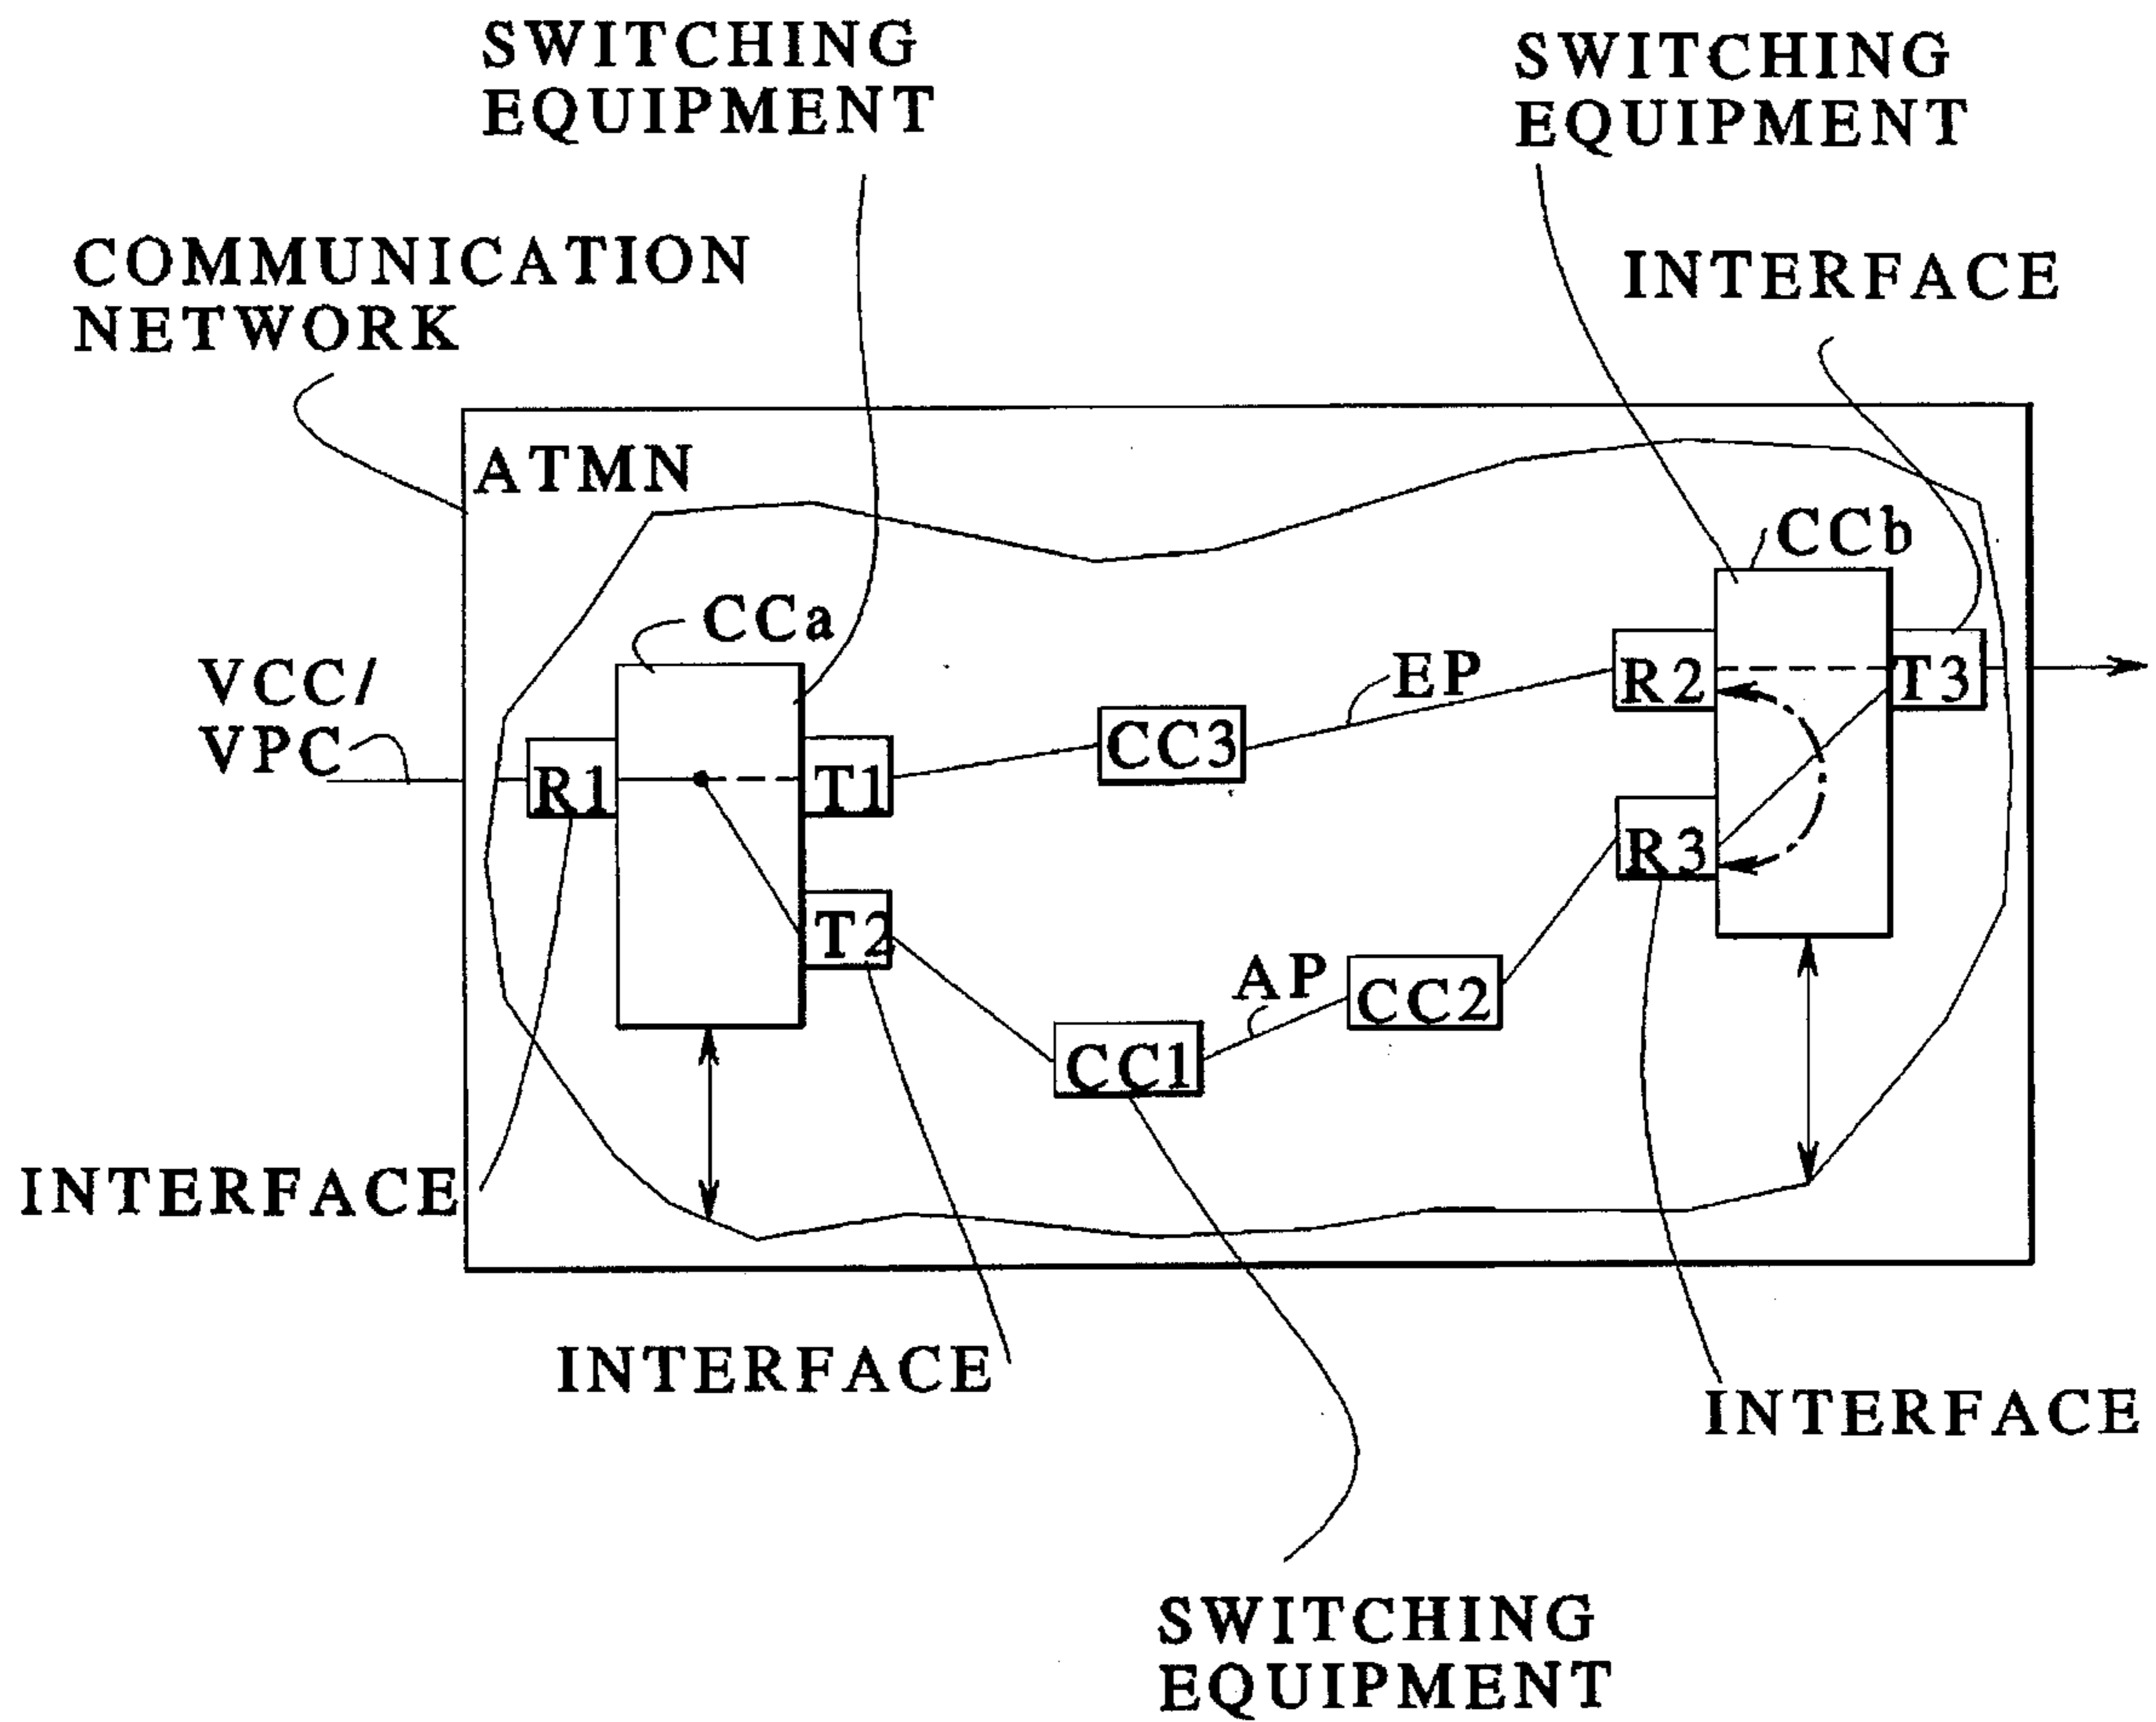 SWITCHING
EQUIPMENT
SWITCHING
EQUIPMENT
COMMUNICATION
NETWORK
INTERFACE
ATMN
CCb
CCa
VCC/
VPC
R1
T1
T2
CC3
EP
R2
T3
R3
AP
CC2
CC1
INTERFACE
INTERFACE
INTERFACE
SWITCHING
EQUIPMENT